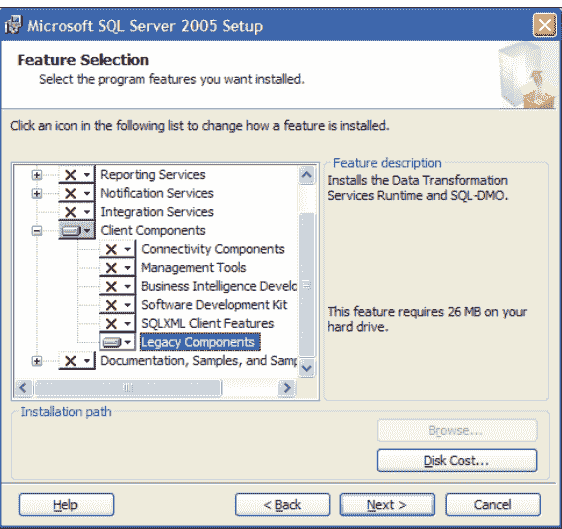 Microsoft SQL Server 2005 Setup
Feature Selection
Select the program features you want installed.
Click an icon in the following list to change how a feature is installed.
Reporting Services
Notification Services
Integration Services
Client Components
Connectivity Components
Management Tools
Business Intelligence Develc
Software Development Kit
SQLXML Client Features
Legacy Components
Documentation, Samples, and Samp
Feature description
Installs the Data Transformation
Services Runtime and SQL-DMO.
This feature requires 26 MB on your
hard drive.
Installation path
Browse...
Disk Cost...
Help
< Back
Next >
Cancel